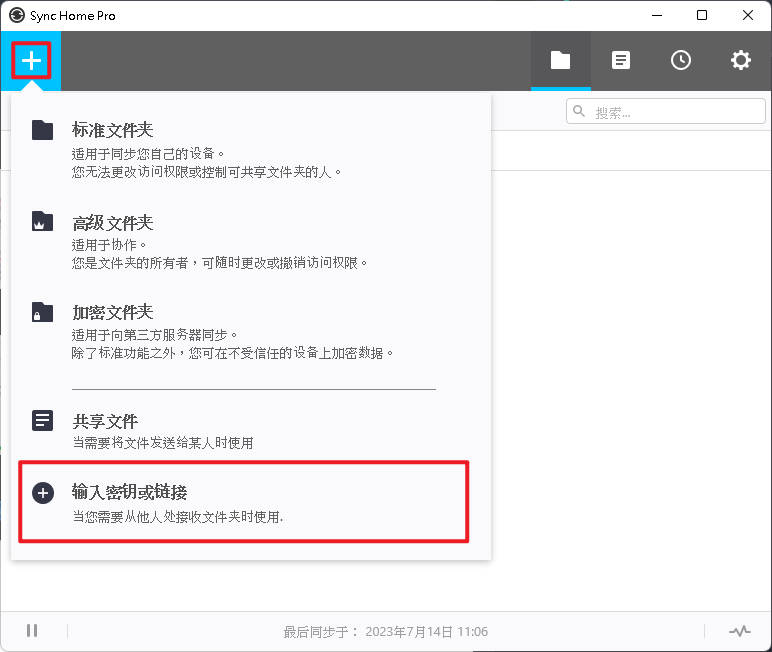 Sync Home Pro
搜索...
标准文件夹
适用于同步您自己的设备。
您无法更改访问权限或控制可共享文件夹的人。
高级文件夹
适用于协作。
您是文件夹的所有者，可随时更改或撤销访问权限。
加密文件夹
适用于向第三方服务器同步。
除了标准功能之外，您可在不受信任的设备上加密数据。
共享文件
当需要将文件发送给某人时使用
输入密钥或链接
当您需要从他人处接收文件夹时使用.
最后同步于： 2023年7月14日 11:06